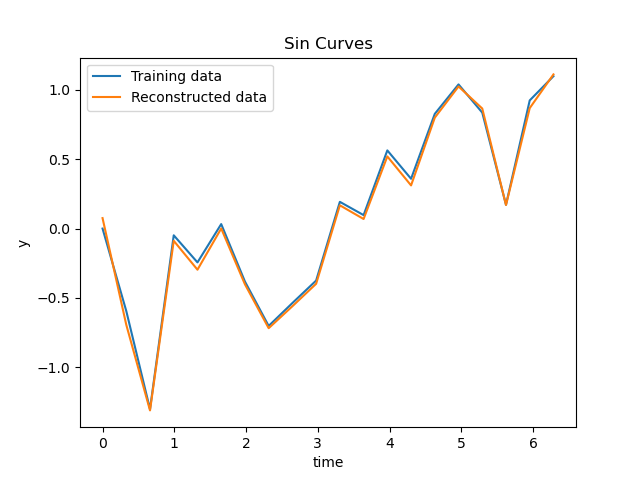 Sin Curves
Training data
Reconstructed data
1.0
0.5
0.0
−0.5
−1.0
y
0 1 2 3 4 5 6
time